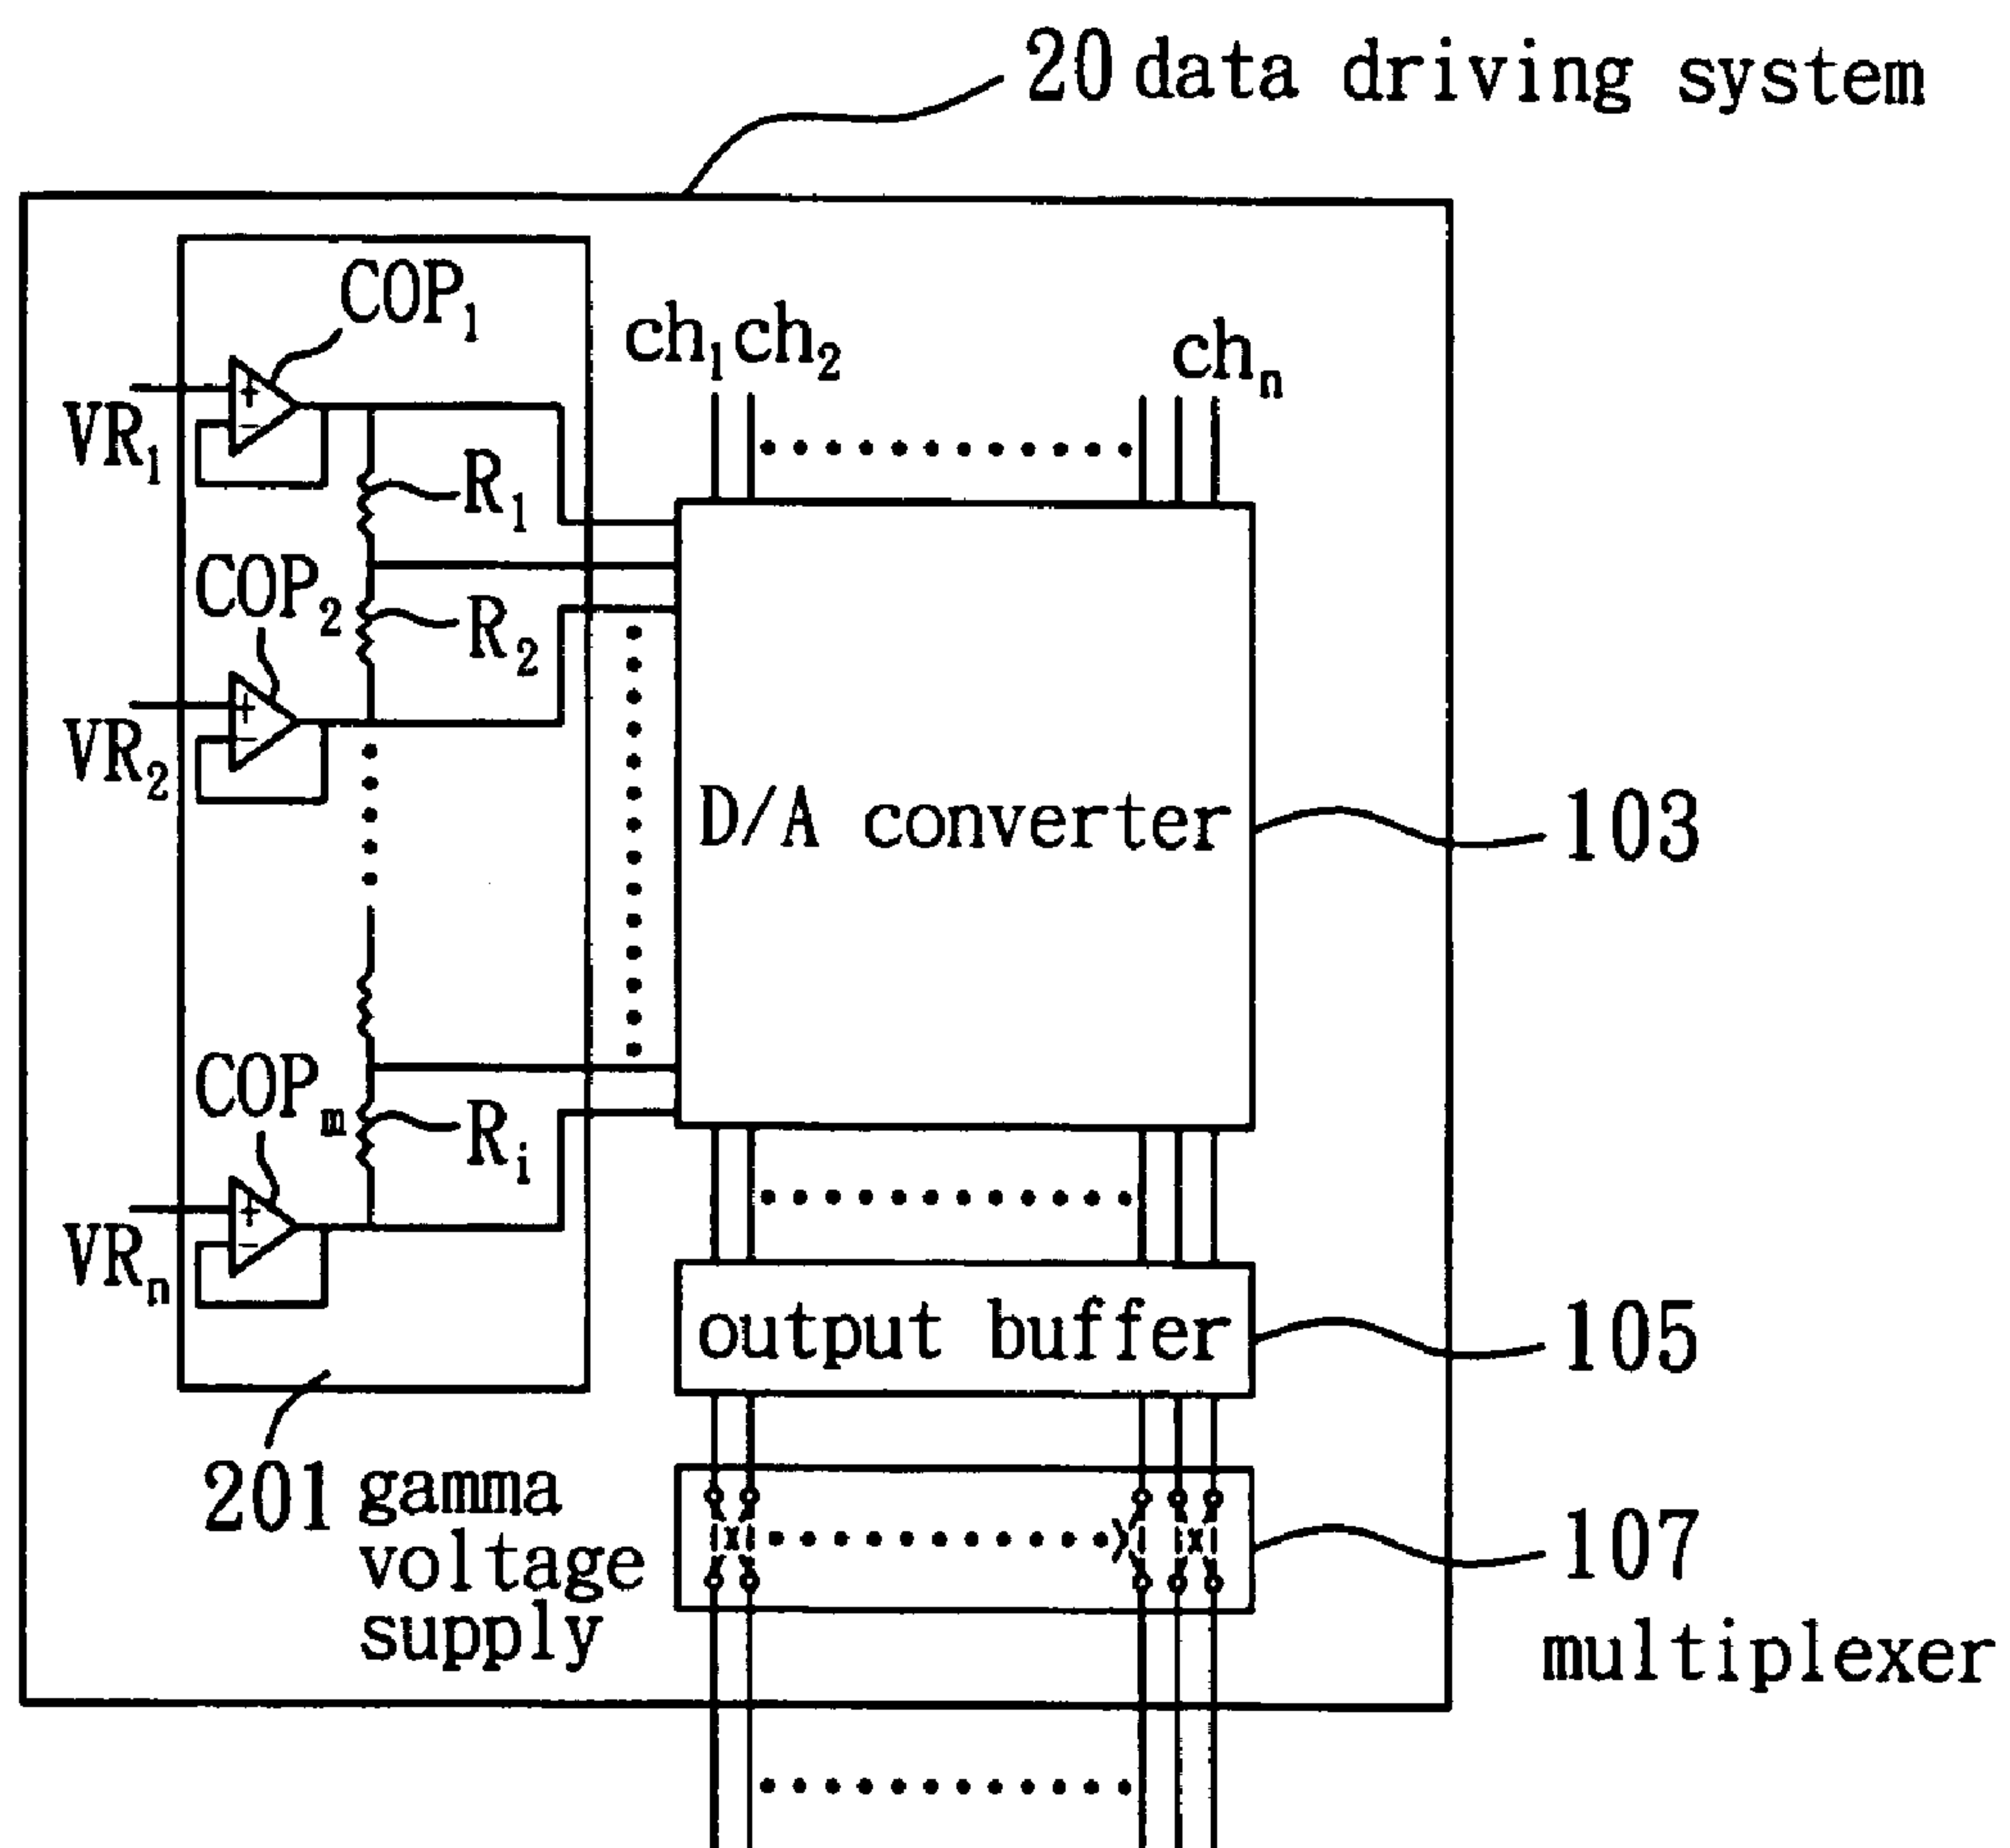 20 data driving system
COP₁
ch₁ ch₂
chₙ
+
VR₁
−
R₁
COP₂
R₂
+
VR₂
−
D/A converter
103
COPₘ
Rᵢ
+
VRₙ
−
output buffer
105
201 gamma
voltage
supply
107
multiplexer